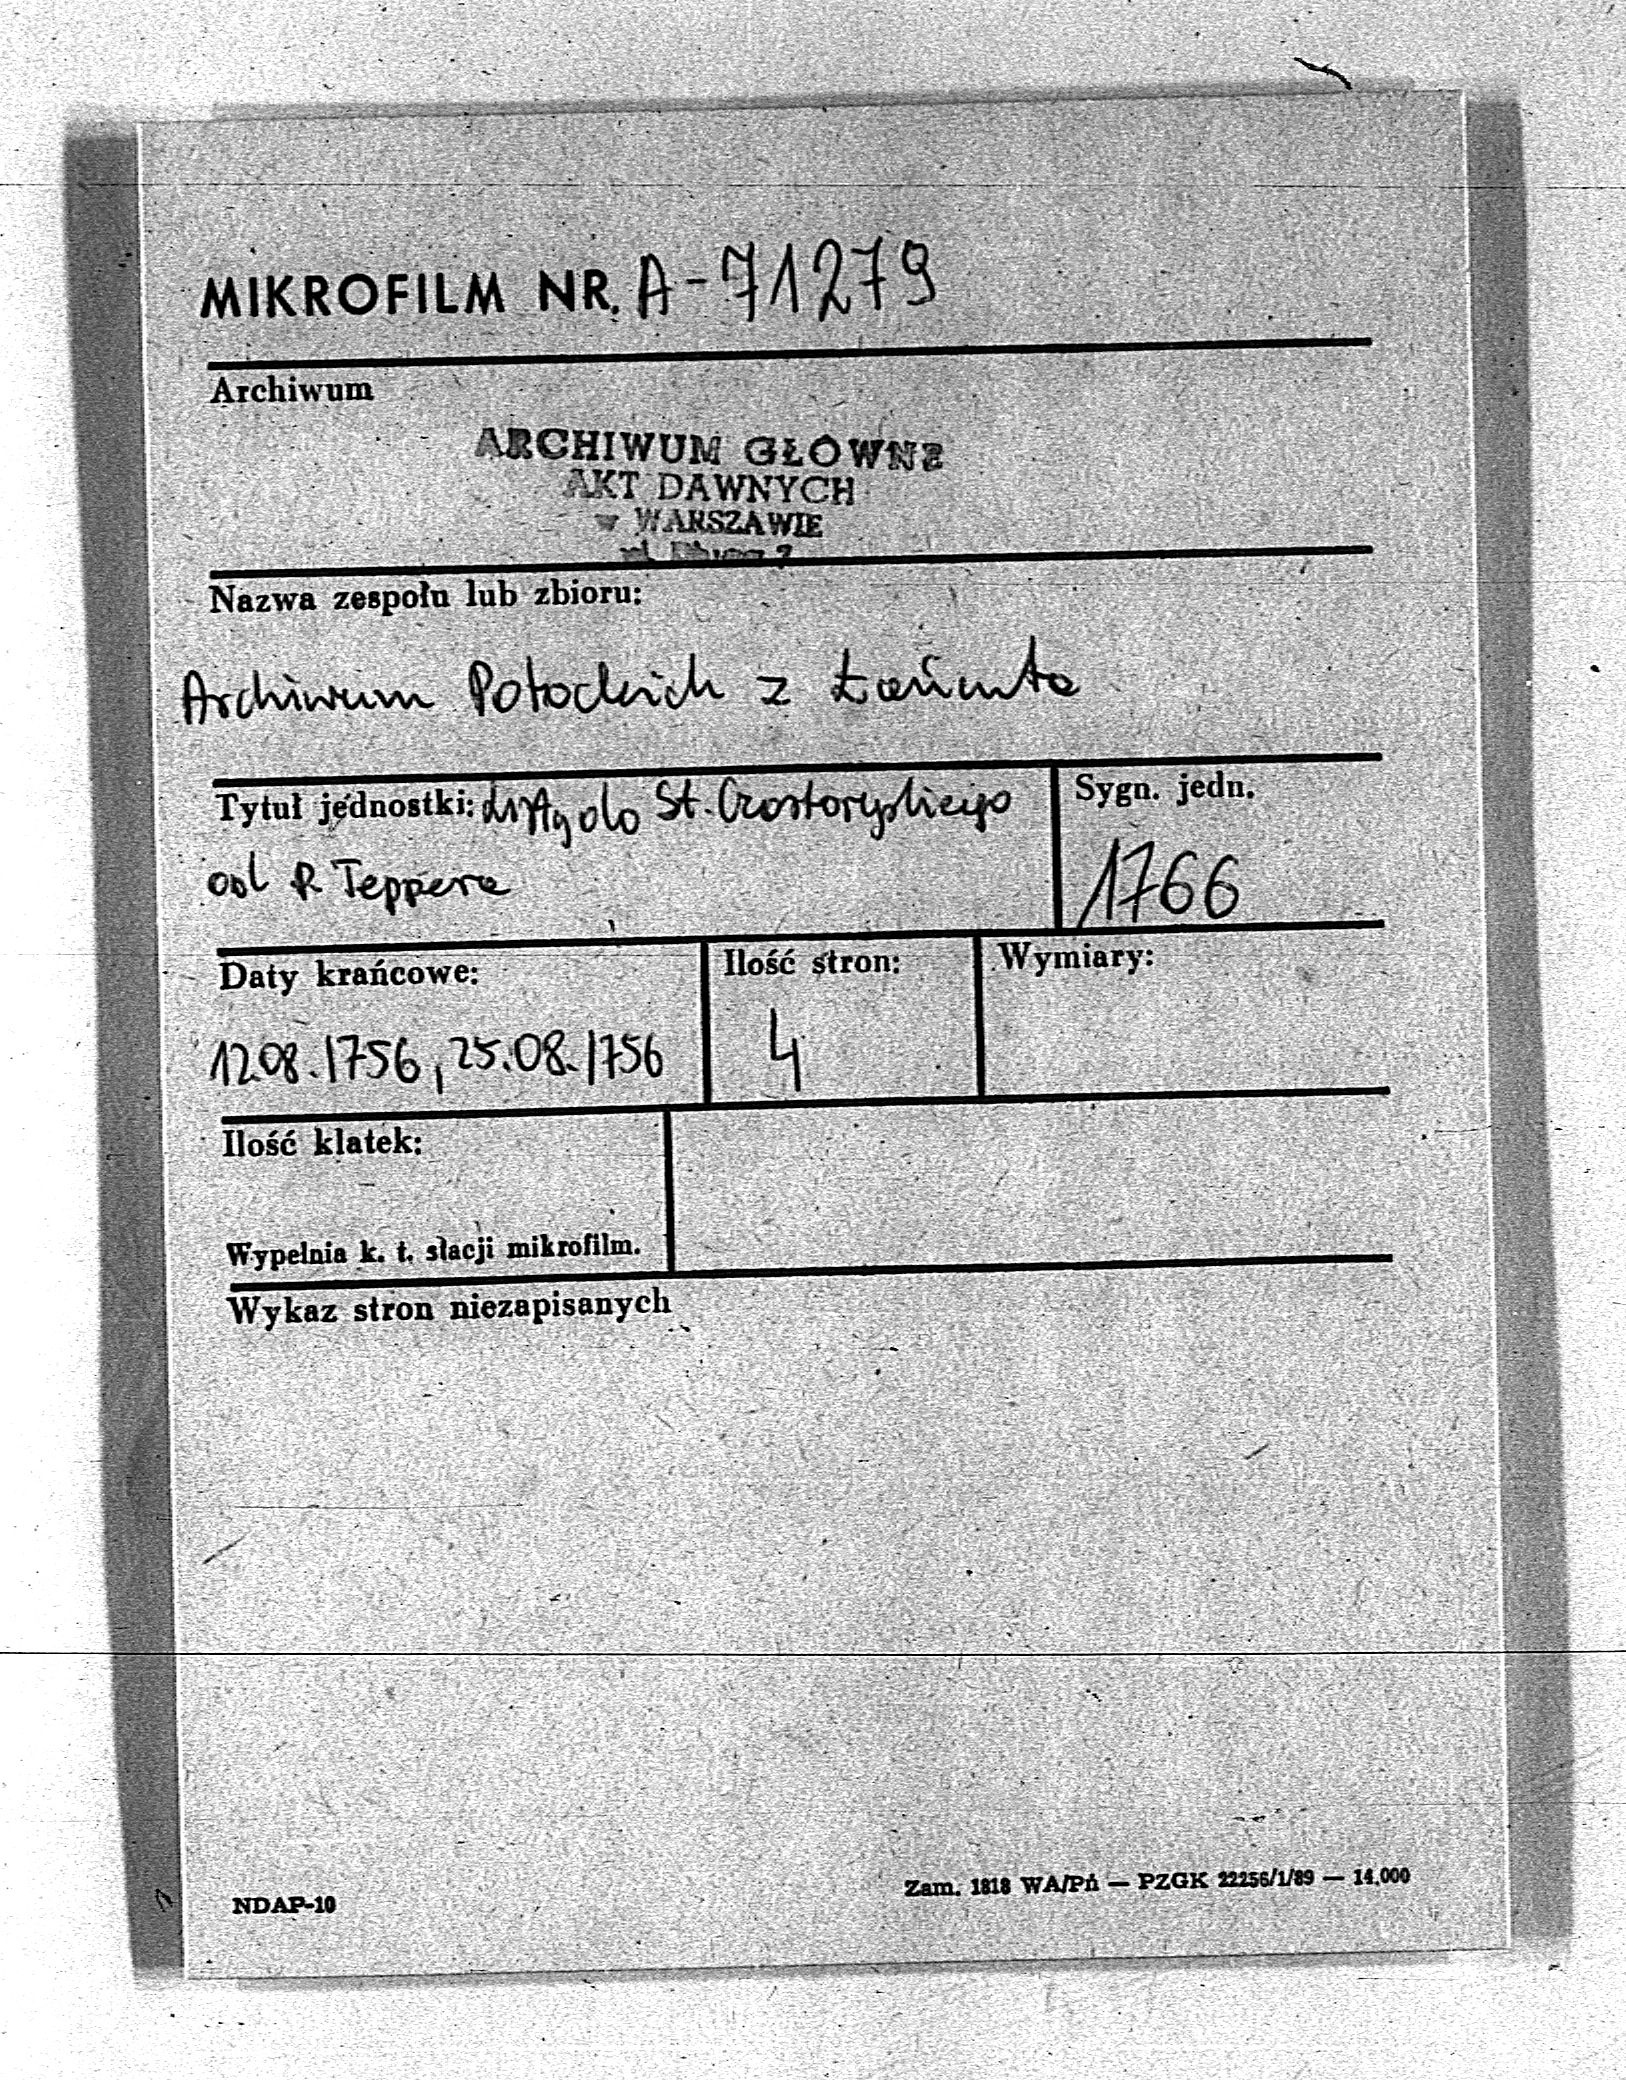 MIKROFILM NR. A-71279
Archiwum
ARCHIWUM GŁÓWNE
AKT DAWNYCH
w WARSZAWIE
ul. Długa 7
Nazwa zespołu lub zbioru:
Archiwum Potockich z Łańcuta
Tytuł jednostki: Listy do St. Czartoryskiego
od P. Teppera
Sygn. jedn.
1766
Daty krańcowe:
12.08.1756, 25.08.1756
Ilość stron:
4
Wymiary:
Ilość klatek:
Wypełnia k. t. stacji mikrofilm.
Wykaz stron niezapisanych
NDAP-10
Zam. 1818 WA/Pń — PZGK 22256/1/89 — 14.000